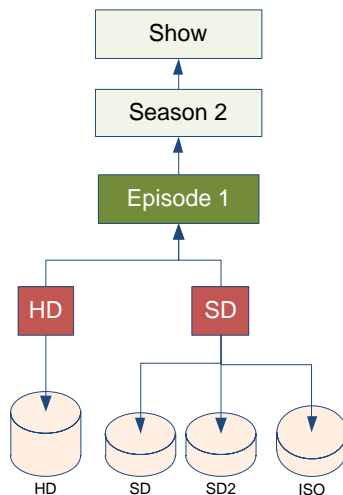 Show
Season 2
Episode 1
HD
SD
HD
SD
SD2
ISO